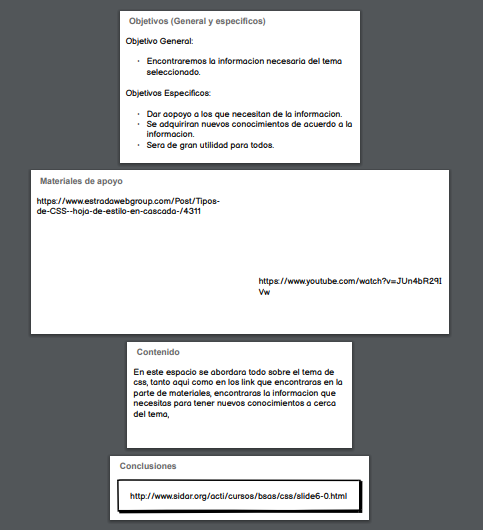 Objetivos (General y especificos)
Objetivo General:
· Encontraremos la informacion necesaria del tema
seleccionado.
Objetivos Especificos:
· Dar aopoyo a los que necesitan de la informacion.
· Se adquiriran nuevos conocimientos de acuerdo a la
informacion.
· Sera de gran utilidad para todos.
Materiales de apoyo
https://www.estradawebgroup.com/Post/Tipos-
de-CSS--hoja-de-estilo-en-cascada-/4311
https://www.youtube.com/watch?v=JUn4bR29I
Vw
Contenido
En este espacio se abordara todo sobre el tema de
css, tanto aqui como en los link que encontraras en la
parte de materiales, encontraras la informacion que
necesitas para tener nuevos conocimientos a cerca
del tema,
Conclusiones
http://www.sidar.org/acti/cursos/bsas/css/slide6-0.html